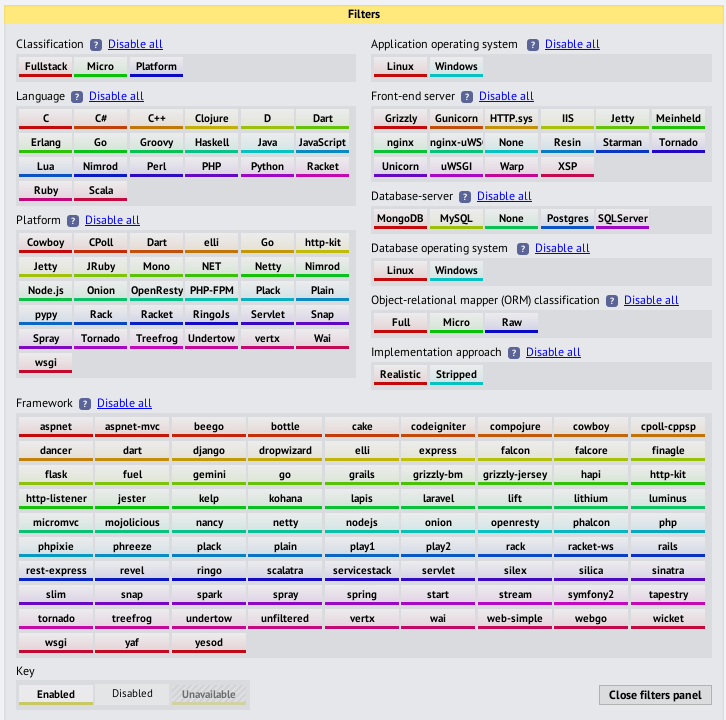 Filters
Classification ? Disable all
Fullstack Micro Platform
Language ? Disable all
C C# C++ Clojure D Dart
Erlang Go Groovy Haskell Java JavaScript
Lua Nimrod Perl PHP Python Racket
Ruby Scala
Platform ? Disable all
Cowboy CPoll Dart elli Go http-kit
Jetty JRuby Mono NET Netty Nimrod
Node.js Onion OpenResty PHP-FPM Plack Plain
pypy Rack Racket RingoJs Servlet Snap
Spray Tornado Treefrog Undertow vertx Wai
wsgi
Application operating system ? Disable all
Linux Windows
Front-end server ? Disable all
Grizzly Gunicorn HTTP.sys IIS Jetty Meinheld
nginx nginx-uWS None Resin Starman Tornado
Unicorn uWSGI Warp XSP
Database-server ? Disable all
MongoDB MySQL None Postgres SQLServer
Database operating system ? Disable all
Linux Windows
Object-relational mapper (ORM) classification ? Disable all
Full Micro Raw
Implementation approach ? Disable all
Realistic Stripped
Framework ? Disable all
aspnet aspnet-mvc beego bottle cake codeigniter compojure cowboy cpoll-cppsp
dancer dart django dropwizard elli express falcon falcore finagle
flask fuel gemini go grails grizzly-bm grizzly-jersey hapi http-kit
http-listener jester kelp kohana lapis laravel lift lithium luminus
micromvc mojolicious nancy netty nodejs onion openresty phalcon php
phpixie phreeze plack plain play1 play2 rack racket-ws rails
rest-express revel ringo scalatra servicestack servlet silex silica sinatra
slim snap spark spray spring start stream symfony2 tapestry
tornado treefrog undertow unfiltered vertx wai web-simple webgo wicket
wsgi yaf yesod
Key
Enabled Disabled Unavailable
Close filters panel